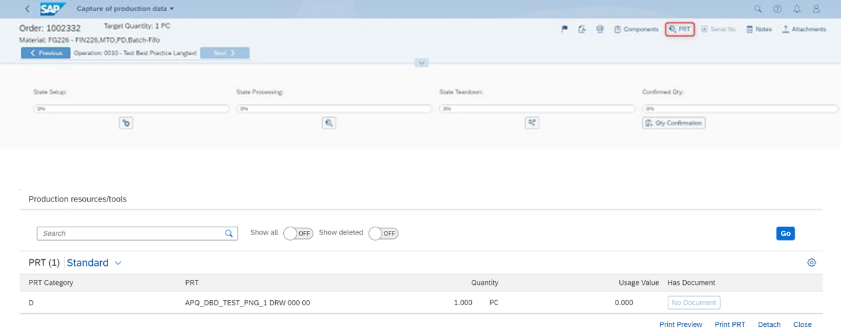 SAP Capture of production data
Order: 1002332 Target Quantity: 1 PC
Components PRT Serial No Notes Attachments
Material: FG226 - FIN226,MTO,PD,Batch-Fifo
Previous Operation: 0010 - Test Best Practice Langtext Next
State Setup: State Processing: State Teardown: Confirmed Qty:
0% 0% 0% 0%
Qty Confirmation
Production resources/tools
Search Show all OFF Show deleted OFF Go
PRT (1) Standard
PRT Category PRT Quantity Usage Value Has Document
D APQ_DBD_TEST_PNG_1 DRW 000 00 1.000 PC 0.000 No Document
Print Preview Print PRT Detach Close